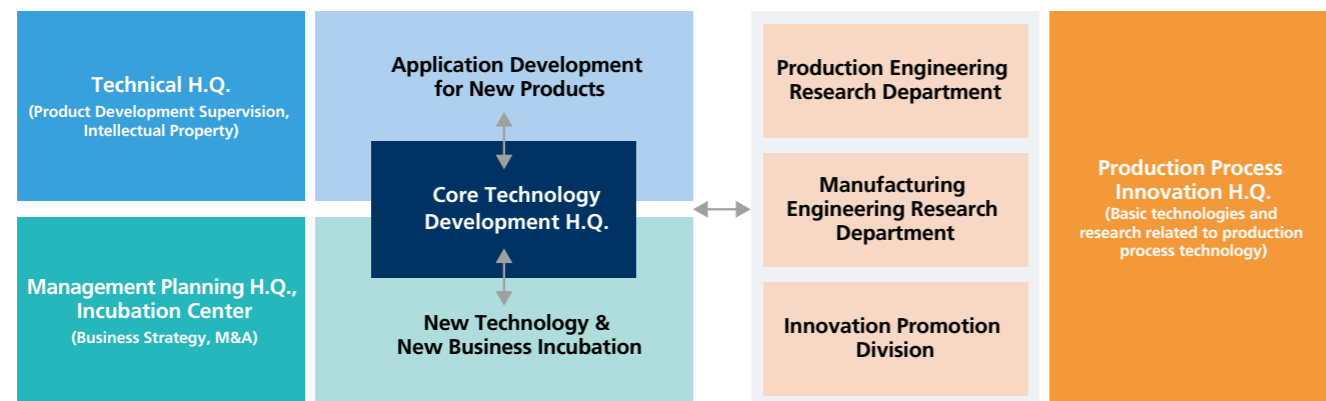 Technical H.Q.
(Product Development Supervision,
Intellectual Property)
Management Planning H.Q.,
Incubation Center
(Business Strategy, M&A)
Application Development
for New Products
Core Technology
Development H.Q.
New Technology &
New Business Incubation
Production Engineering
Research Department
Manufacturing
Engineering Research
Department
Innovation Promotion
Division
Production Process
Innovation H.Q.
(Basic technologies and
research related to production
process technology)